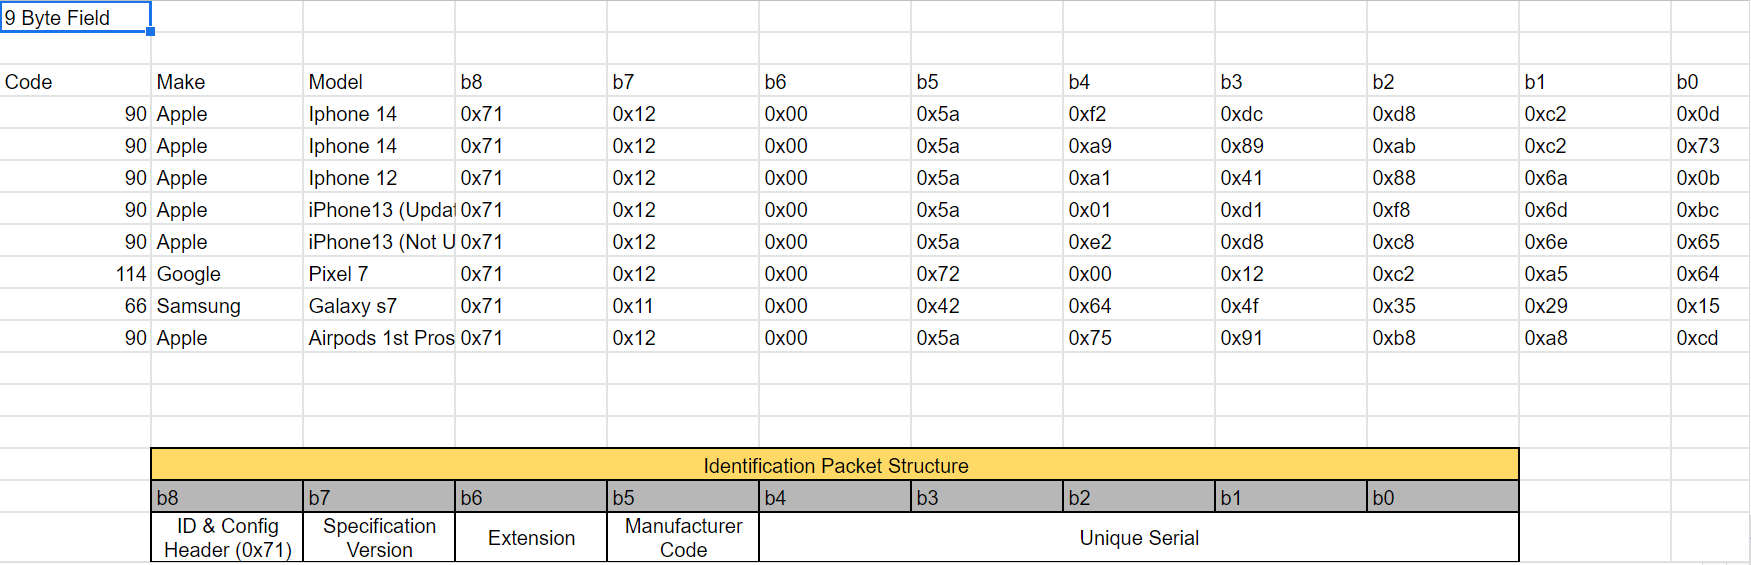 9 Byte Field
Code Make Model b8 b7 b6 b5 b4 b3 b2 b1 b0
90 Apple Iphone 14 0x71 0x12 0x00 0x5a 0xf2 0xdc 0xd8 0xc2 0x0d
90 Apple Iphone 14 0x71 0x12 0x00 0x5a 0xa9 0x89 0xab 0xc2 0x73
90 Apple Iphone 12 0x71 0x12 0x00 0x5a 0xa1 0x41 0x88 0x6a 0x0b
90 Apple iPhone13 (Updat 0x71 0x12 0x00 0x5a 0x01 0xd1 0xf8 0x6d 0xbc
90 Apple iPhone13 (Not U 0x71 0x12 0x00 0x5a 0xe2 0xd8 0xc8 0x6e 0x65
114 Google Pixel 7 0x71 0x12 0x00 0x72 0x00 0x12 0xc2 0xa5 0x64
66 Samsung Galaxy s7 0x71 0x11 0x00 0x42 0x64 0x4f 0x35 0x29 0x15
90 Apple Airpods 1st Pros 0x71 0x12 0x00 0x5a 0x75 0x91 0xb8 0xa8 0xcd
Identification Packet Structure
b8 b7 b6 b5 b4 b3 b2 b1 b0
ID & Config Specification Extension Manufacturer Unique Serial
Header (0x71) Version Code